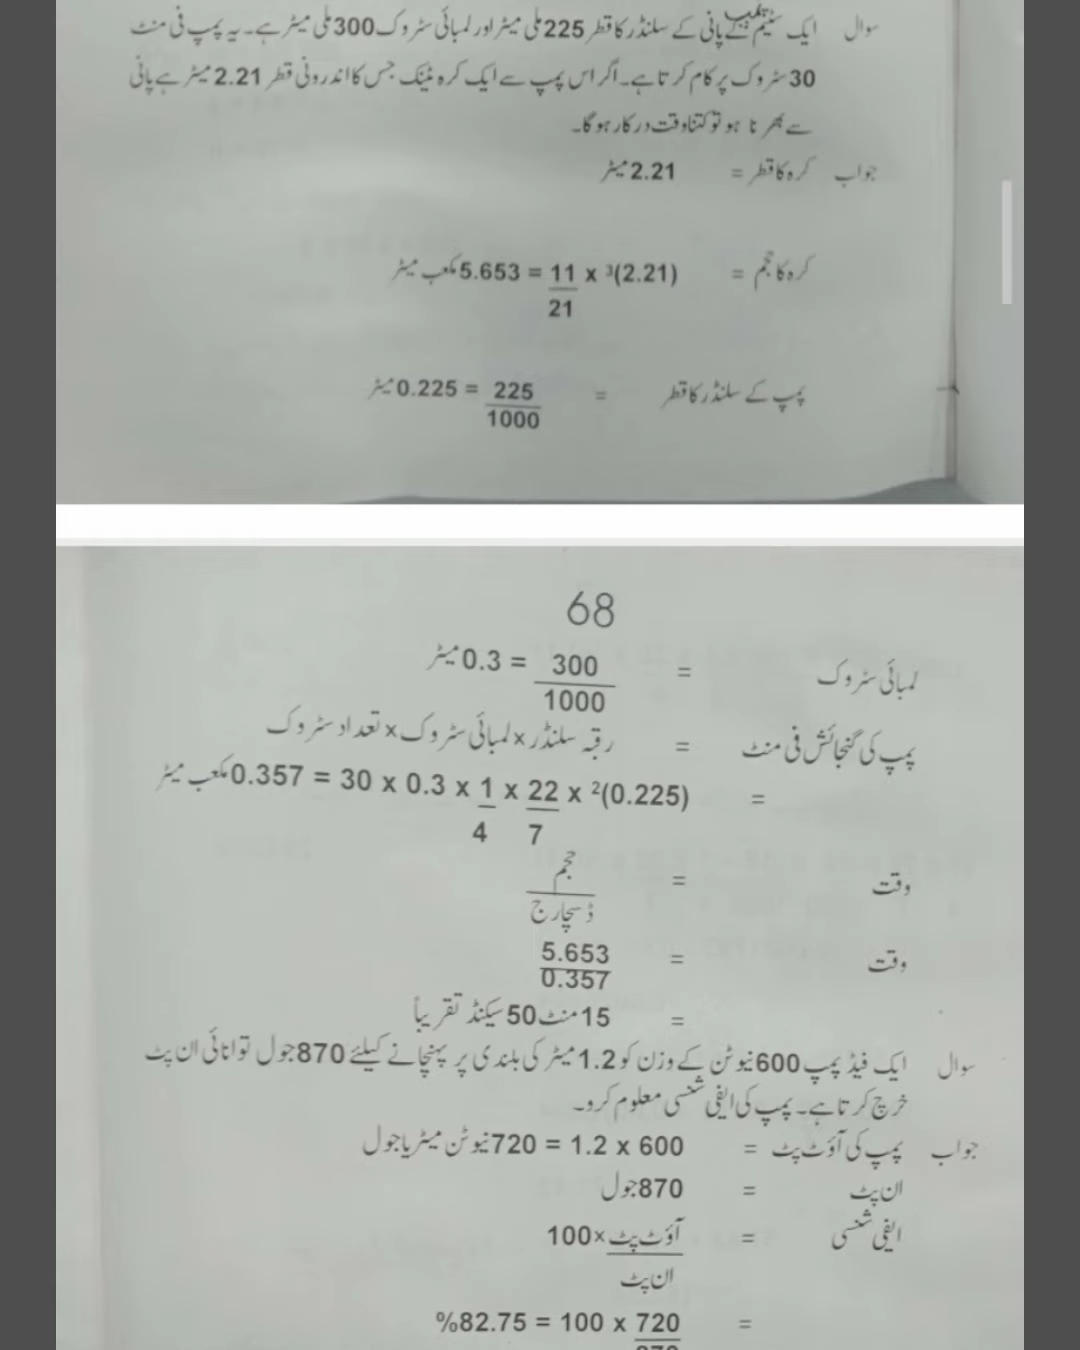 سوال ایک سٹیم پمپ کے پانی کے سلنڈر کا قطر 225 ملی میٹر اور لمبائی سٹروک 300 ملی میٹر ہے۔ یہ پمپ فی منٹ
30 سٹروک پر کام کرتا ہے۔ اگر اس پمپ سے ایک کرہ ٹینک جس کا اندرونی قطر 2.21 میٹر ہے پانی
سے بھرنا ہو تو کتنا وقت درکار ہوگا۔
جواب کرہ کا قطر = 2.21 میٹر
کرہ کا حجم = (2.21)³ x 11/21 = 5.653 مکعب میٹر
پمپ کے سلنڈر کا قطر = 225/1000 = 0.225 میٹر
68
لمبائی سٹروک = 300/1000 = 0.3 میٹر
پمپ کی گنجائش فی منٹ = رقبہ سلنڈر × لمبائی سٹروک × تعداد سٹروک
= (0.225)² x 22/7 x 1/4 x 0.3 x 30 = 0.357 مکعب میٹر
وقت = حجم/ڈسچارج
وقت = 5.653/0.357
= 15 منٹ 50 سیکنڈ تقریباً
سوال ایک فیڈ پمپ 600 نیوٹن کے وزن کو 1.2 میٹر کی بلندی پر پہنچانے کیلئے 870 جول توانائی ان پٹ
خرچ کرتا ہے۔ پمپ کی ایفی شنسی معلوم کرو۔
جواب پمپ کی آؤٹ پٹ = 600 x 1.2 = 720 نیوٹن میٹر یا جول
ان پٹ = 870 جول
ایفی شنسی = آؤٹ پٹ/ان پٹ × 100
= 720/870 x 100 = 82.75%